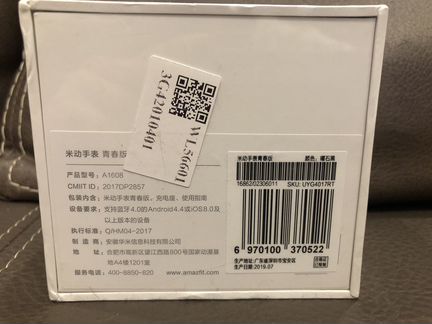 3G42010401
WL56601
米动手表 青春版
产品型号: A1608
CMIIT ID: 2017DP2857
包装内含: 米动手表青春版、充电座、使用指南
设备要求: 支持蓝牙4.0的Android4.4或iOS8.0及
以上版本的设备
执行标准: Q/HM04-2017
制 造 商: 安徽华米信息科技有限公司
地 址: 合肥市高新区望江西路800号国家动漫基
地A4楼1201室
服务电话: 400-8850-820 www.amazfit.com
米动手表青春版 颜色: 曜石黑
16862/02306011 SKU: UYG4017RT
6 970100 370522
生产地址: 广东省深圳市宝安区
生产日期: 2019.07